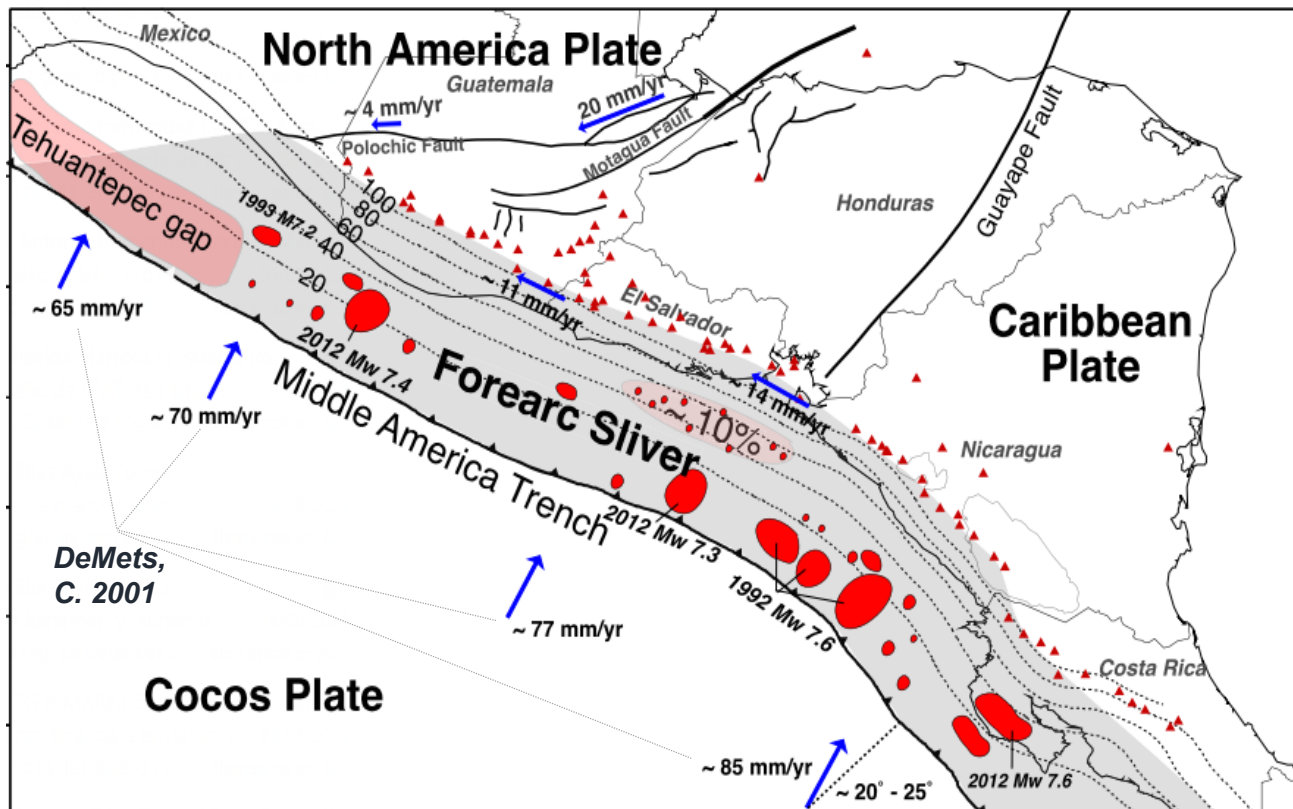 Mexico
North America Plate
Guatemala
~ 4 mm/yr
20 mm/yr
Polochic Fault
Motagua Fault
Guayape Fault
Honduras
Tehuantepec gap
1993 M7.2
100
80
60
40
20
~ 65 mm/yr
~ 11 mm/yr
El Salvador
Caribbean
Plate
2012 Mw 7.4
Forearc Sliver
~ 10%
~ 14 mm/yr
~ 70 mm/yr
Middle America Trench
Nicaragua
2012 Mw 7.3
DeMets,
C. 2001
1992 Mw 7.6
~ 77 mm/yr
Costa Rica
Cocos Plate
~ 85 mm/yr
~ 20° - 25°
2012 Mw 7.6